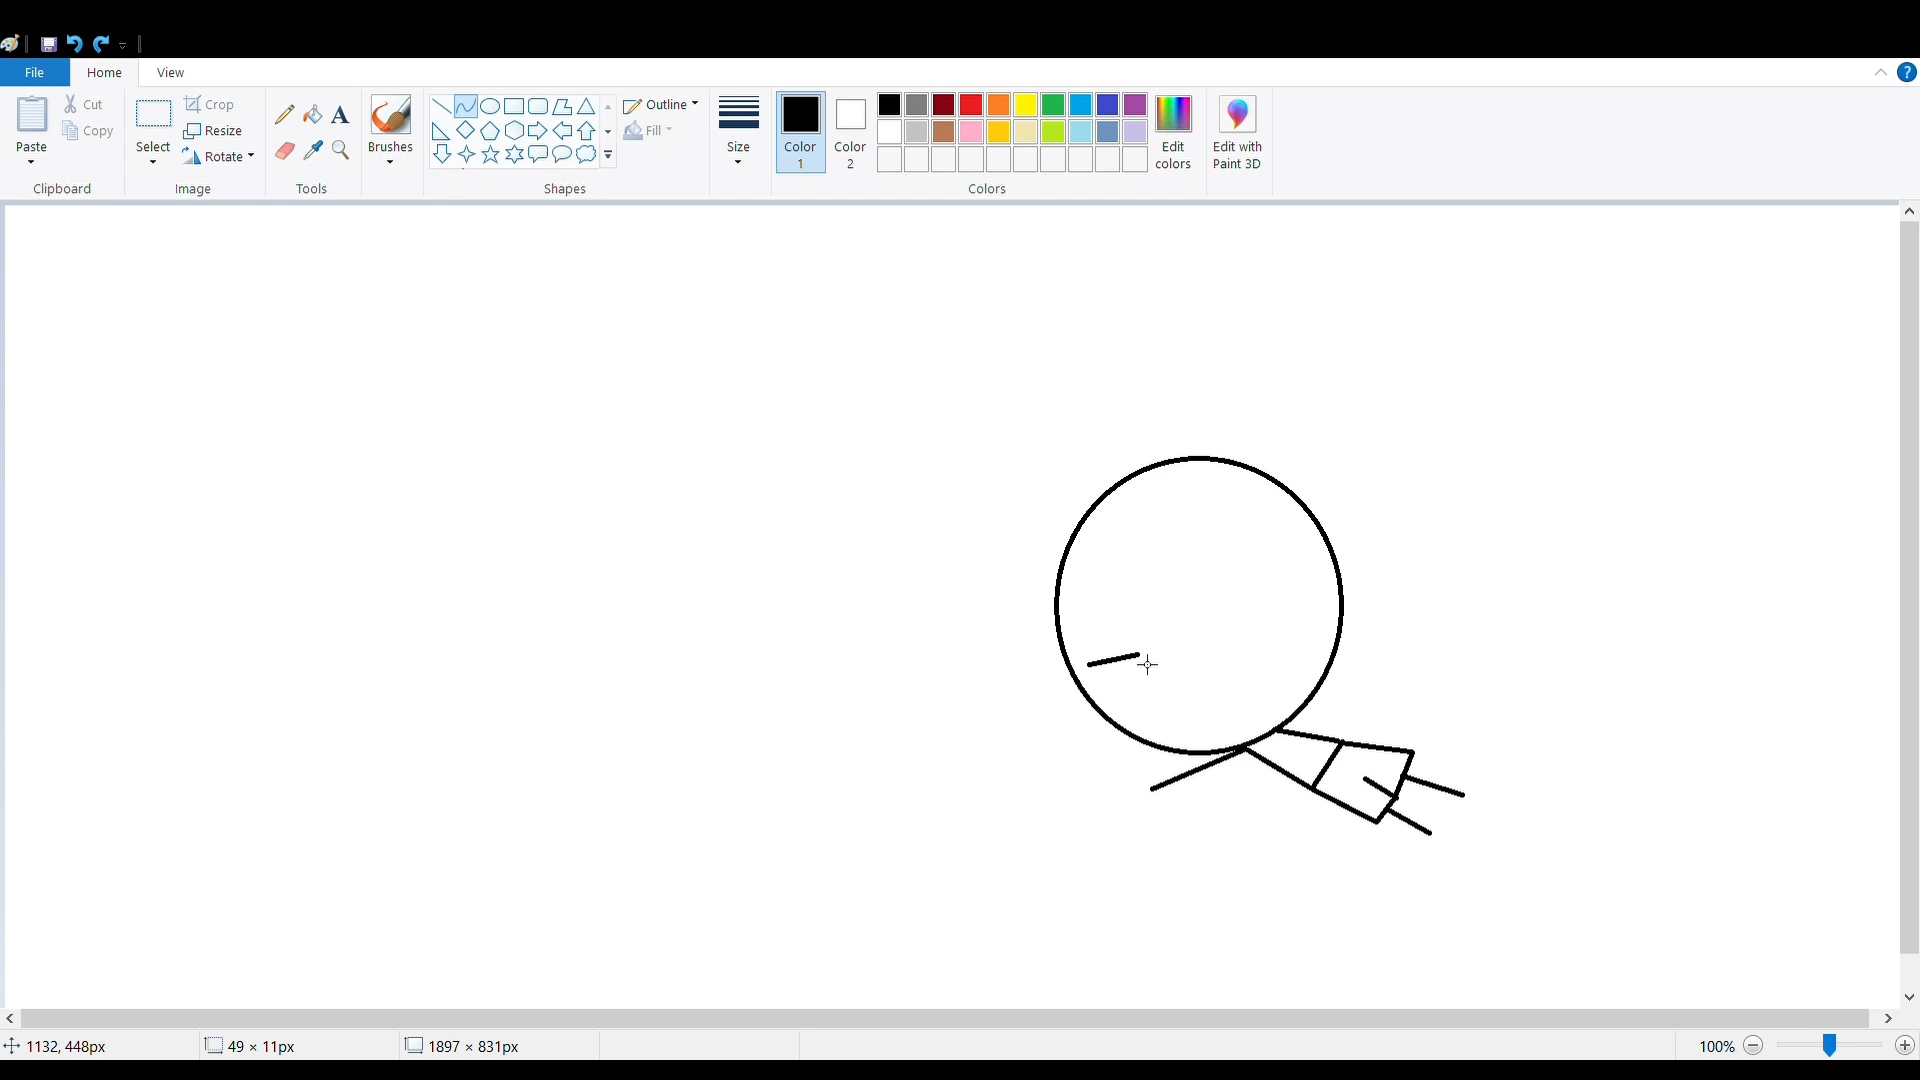 File Home View ?
Paste Cut Copy Select Crop Resize Rotate A Brushes Outline Fill Size Color 1 Color 2 Edit colors Edit with Paint 3D
Clipboard Image Tools Shapes Colors
1132, 448px 49 × 11px 1897 × 831px 100%